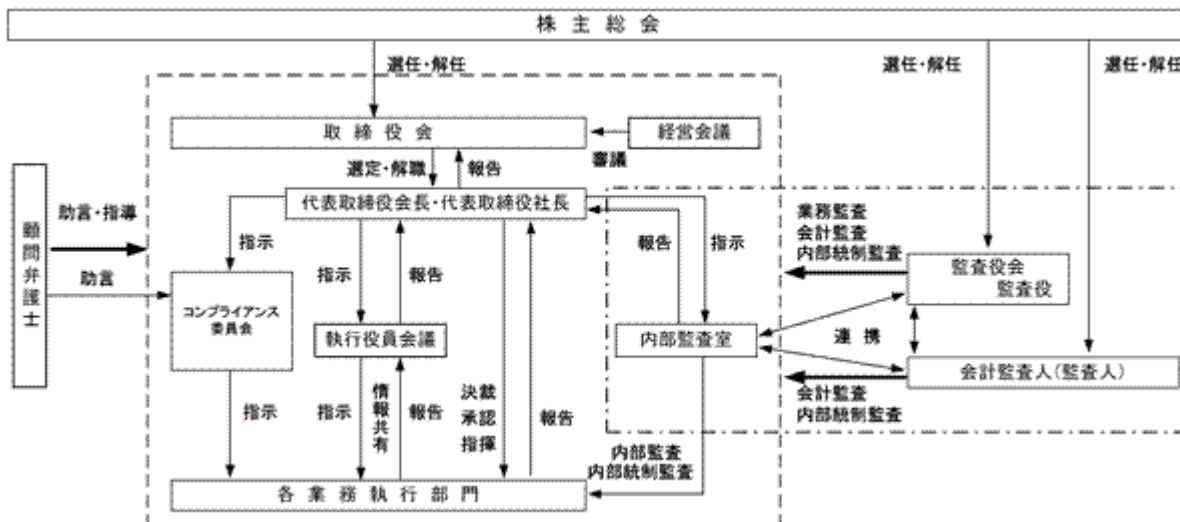 株主総会
選任・解任
選任・解任
選任・解任
取締役会
経営会議
審議
選定・解職
報告
代表取締役会長・代表取締役社長
顧問弁護士
助言・指導
助言
指示
指示
報告
報告
指示
業務監査
会計監査
内部統制監査
監査役会
監査役
コンプライアンス
委員会
執行役員会議
内部監査室
連携
会計監査人(監査人)
会計監査
内部統制監査
指示
指示
情報共有
報告
決裁
承認
指揮
報告
内部監査
内部統制監査
各業務執行部門